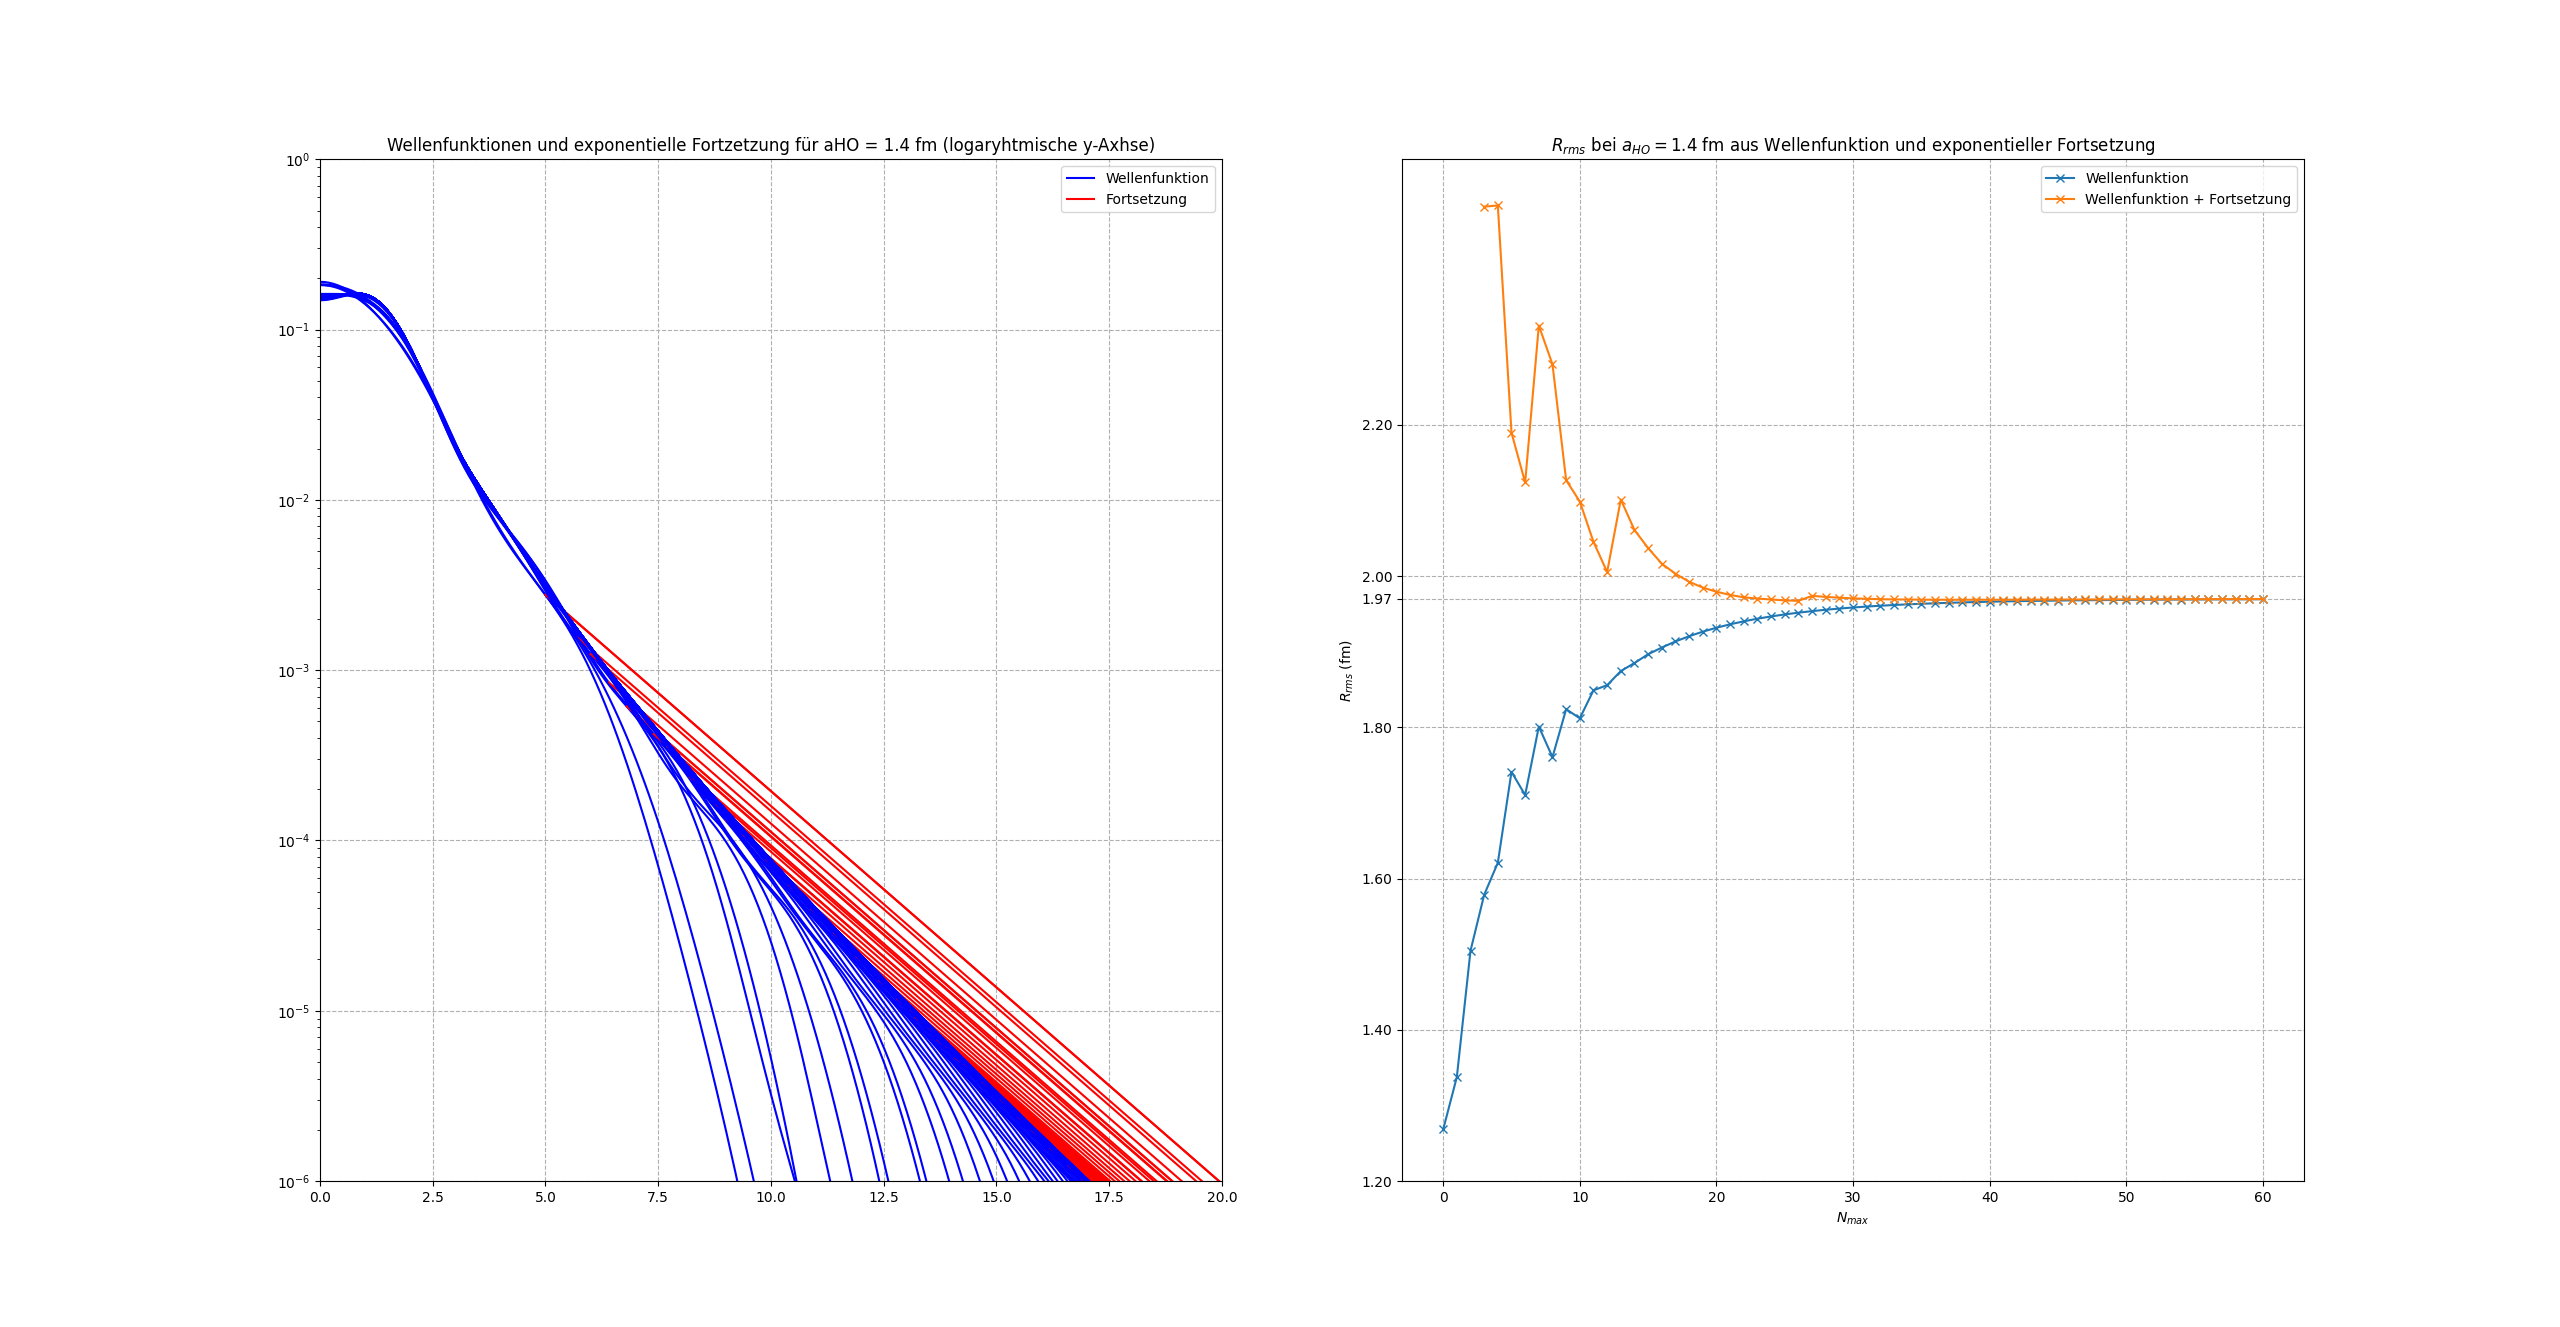 Wellenfunktionen und exponentielle Fortzetzung für aHO = 1.4 fm (logaryhtmische y-Axhse)
10^0
10^-1
10^-2
10^-3
10^-4
10^-5
10^-6
0.0 2.5 5.0 7.5 10.0 12.5 15.0 17.5 20.0
Wellenfunktion
Fortsetzung
R_rms bei a_HO = 1.4 fm aus Wellenfunktion und exponentieller Fortsetzung
Wellenfunktion
Wellenfunktion + Fortsetzung
2.20
2.00
1.97
1.80
1.60
1.40
1.20
R_rms (fm)
0 10 20 30 40 50 60
N_max